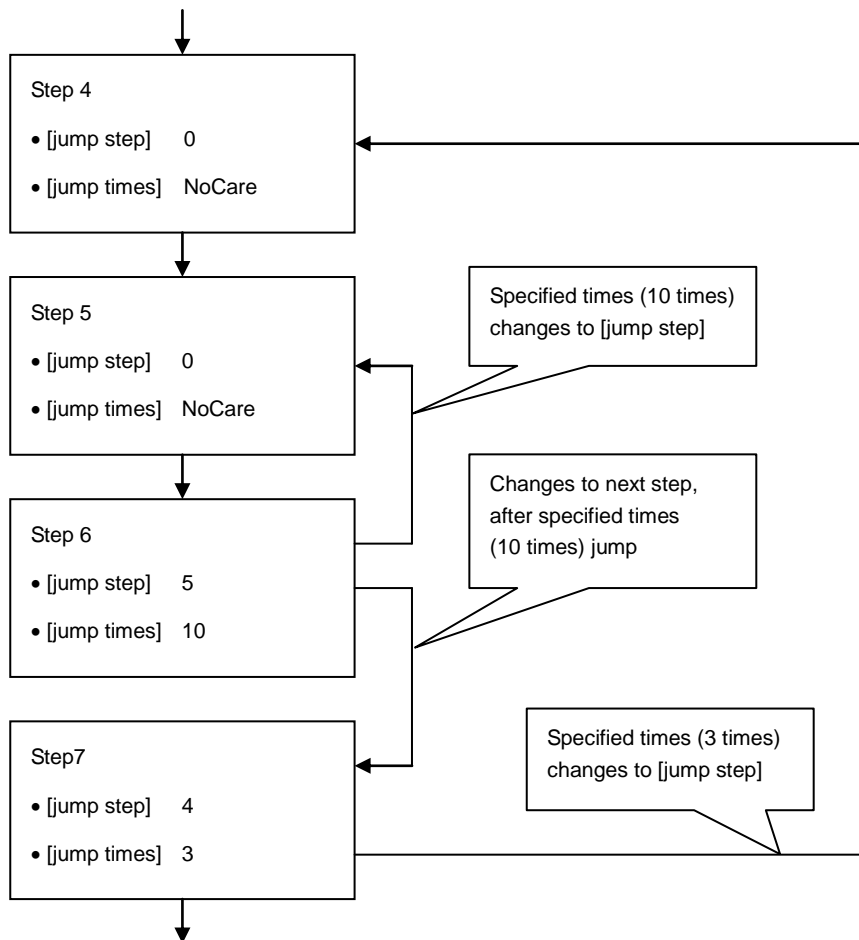 Step 4
• [jump step] 0
• [jump times] NoCare
Step 5
• [jump step] 0
• [jump times] NoCare
Specified times (10 times)
changes to [jump step]
Step 6
• [jump step] 5
• [jump times] 10
Changes to next step,
after specified times
(10 times) jump
Step7
• [jump step] 4
• [jump times] 3
Specified times (3 times)
changes to [jump step]